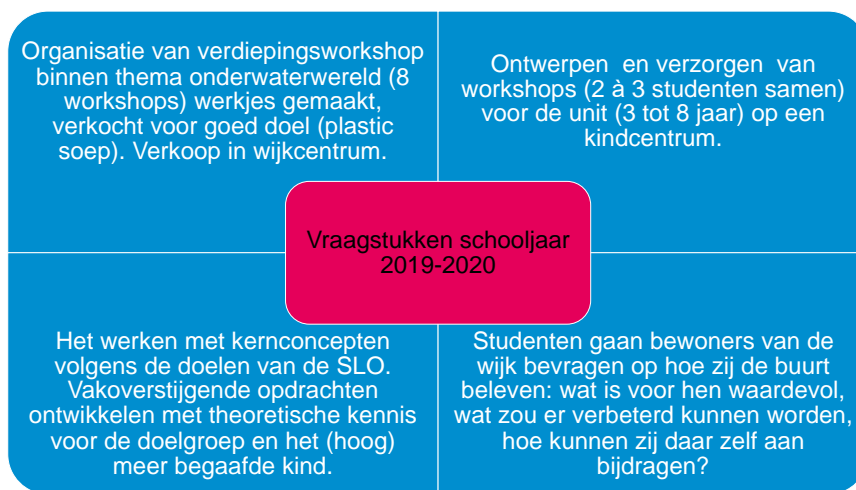 Organisatie van verdiepingsworkshop
binnen thema onderwaterwereld (8
workshops) werkjes gemaakt,
verkocht voor goed doel (plastic
soep). Verkoop in wijkcentrum.
Ontwerpen en verzorgen van
workshops (2 à 3 studenten samen)
voor de unit (3 tot 8 jaar) op een
kindcentrum.
Vraagstukken schooljaar
2019-2020
Het werken met kernconcepten
volgens de doelen van de SLO.
Vakoverstijgende opdrachten
ontwikkelen met theoretische kennis
voor de doelgroep en het (hoog)
meer begaafde kind.
Studenten gaan bewoners van de
wijk bevragen op hoe zij de buurt
beleven: wat is voor hen waardevol,
wat zou er verbeterd kunnen worden,
hoe kunnen zij daar zelf aan
bijdragen?